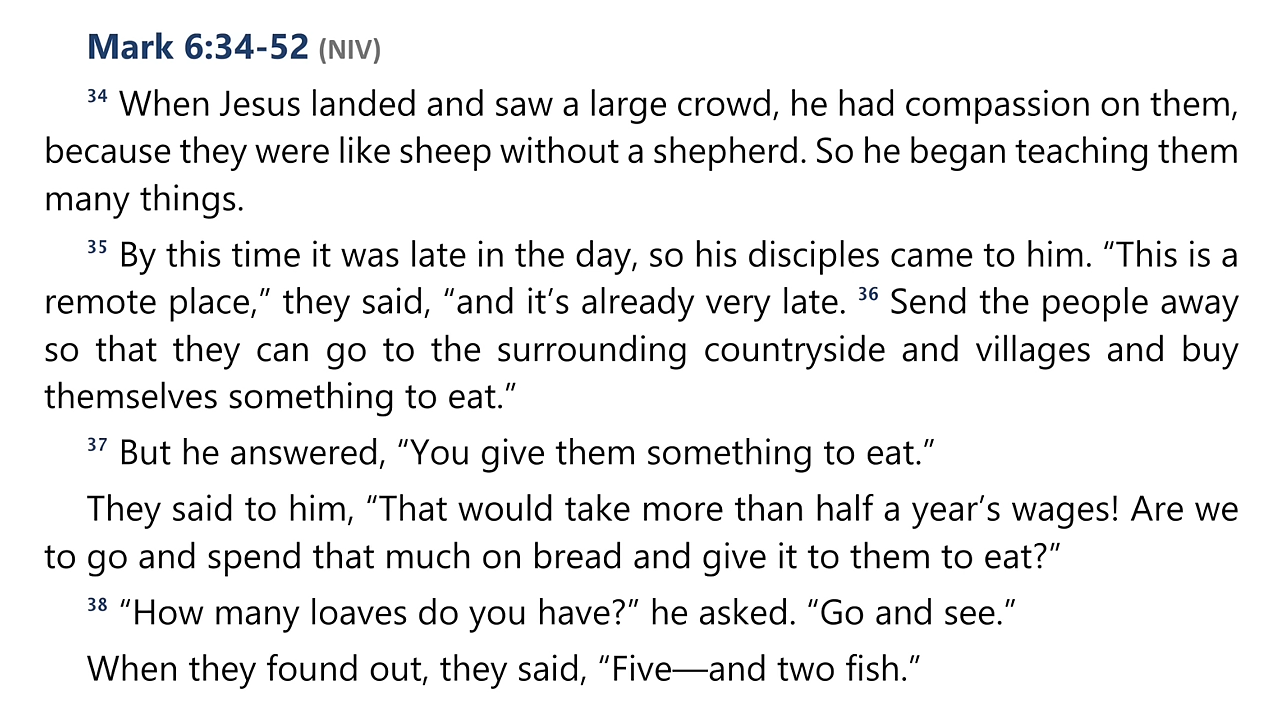 Mark 6:34-52 (NIV)
34 When Jesus landed and saw a large crowd, he had compassion on them,
because they were like sheep without a shepherd. So he began teaching them
many things.
35 By this time it was late in the day, so his disciples came to him. “This is a
remote place,” they said, “and it’s already very late. 36 Send the people away
so that they can go to the surrounding countryside and villages and buy
themselves something to eat.”
37 But he answered, “You give them something to eat.”
They said to him, “That would take more than half a year’s wages! Are we
to go and spend that much on bread and give it to them to eat?”
38 “How many loaves do you have?” he asked. “Go and see.”
When they found out, they said, “Five—and two fish.”